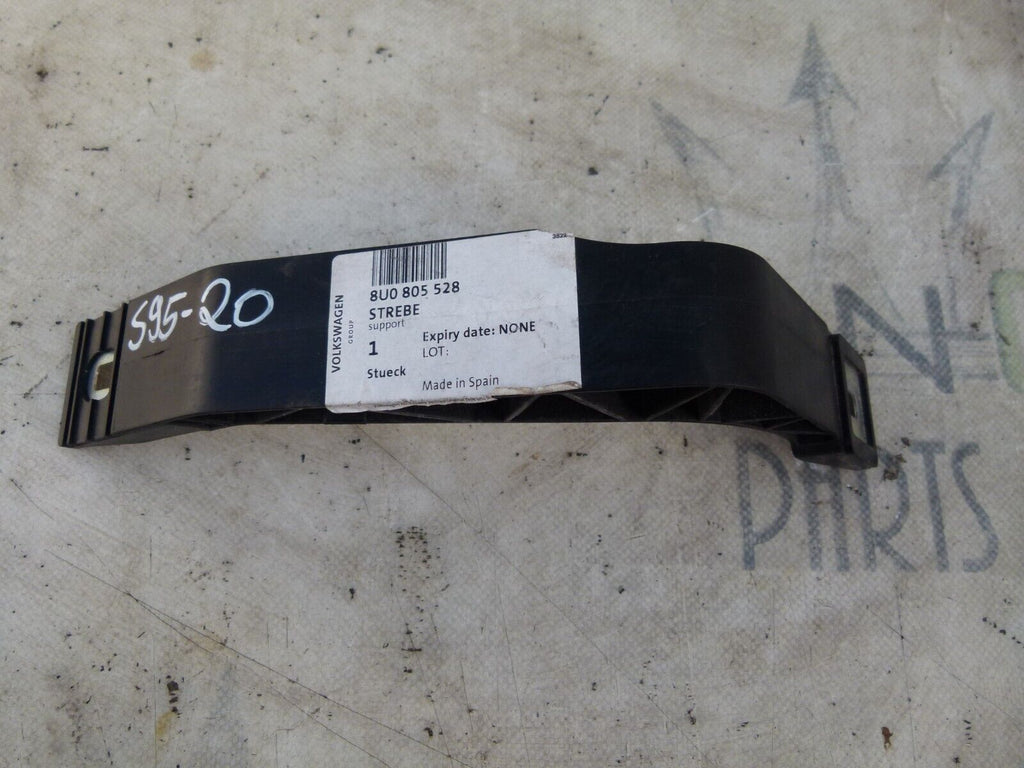 S95-20
VOLKSWAGEN
GROUP
8U0 805 528
STREBE
support
1
Stueck
Expiry date: NONE
LOT:
Made in Spain
PARTS